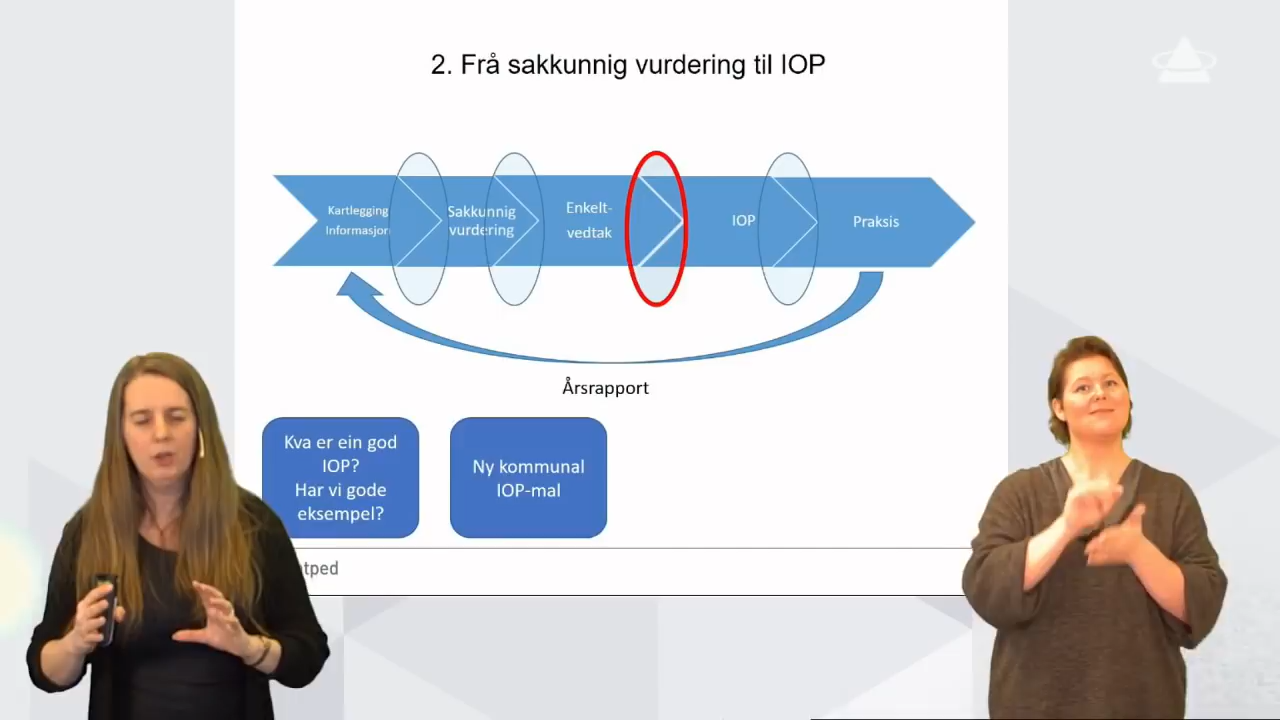 2. Frå sakkunnig vurdering til IOP
Kartlegging
Informasjon
Sakkunnig
vurdering
Enkelt-
vedtak
IOP
Praksis
Årsrapport
Kva er ein god
IOP?
Har vi gode
eksempel?
Ny kommunal
IOP-mal